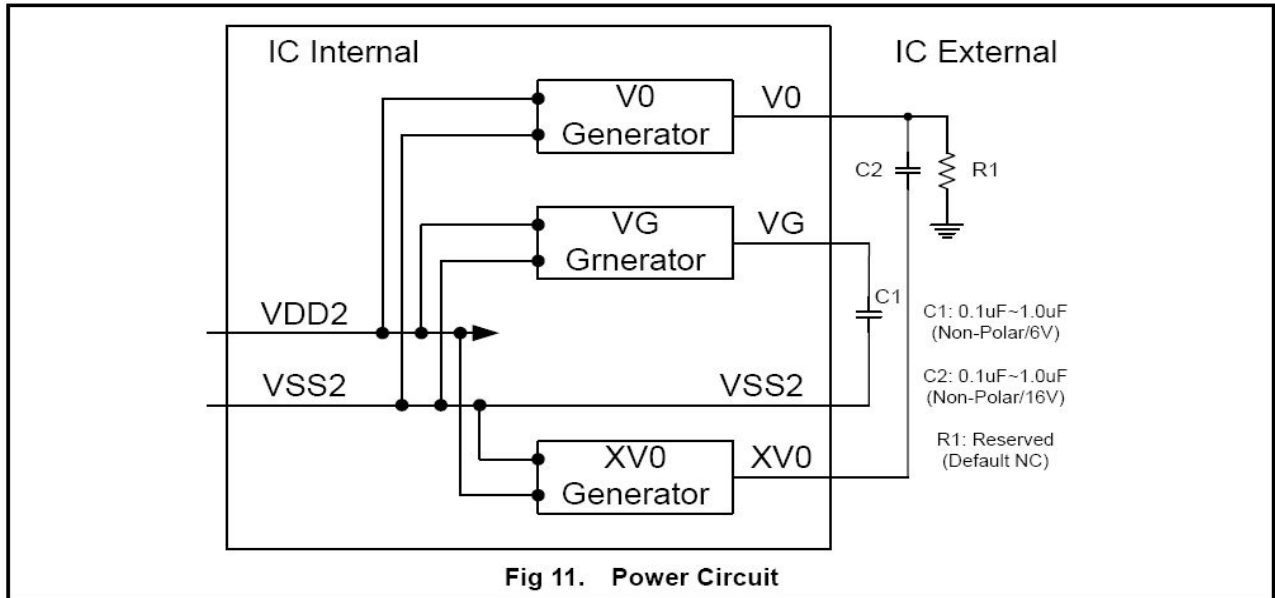 IC Internal
IC External
V0
Generator
V0
C2
R1
VG
Grnerator
VG
C1
VDD2
VSS2
VSS2
C1: 0.1uF~1.0uF
(Non-Polar/6V)
C2: 0.1uF~1.0uF
(Non-Polar/16V)
R1: Reserved
(Default NC)
XV0
Generator
XV0
Fig 11. Power Circuit